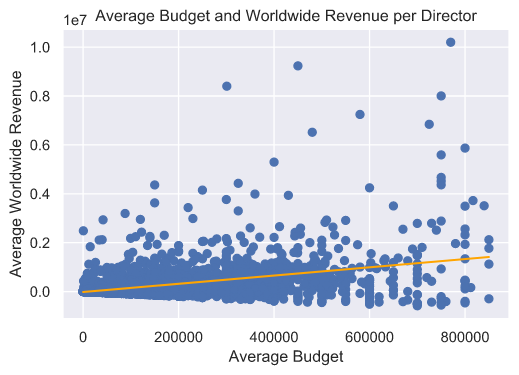 Average Budget and Worldwide Revenue per Director
1e7
1.0
0.8
0.6
0.4
0.2
0.0
Average Worldwide Revenue
0 200000 400000 600000 800000
Average Budget